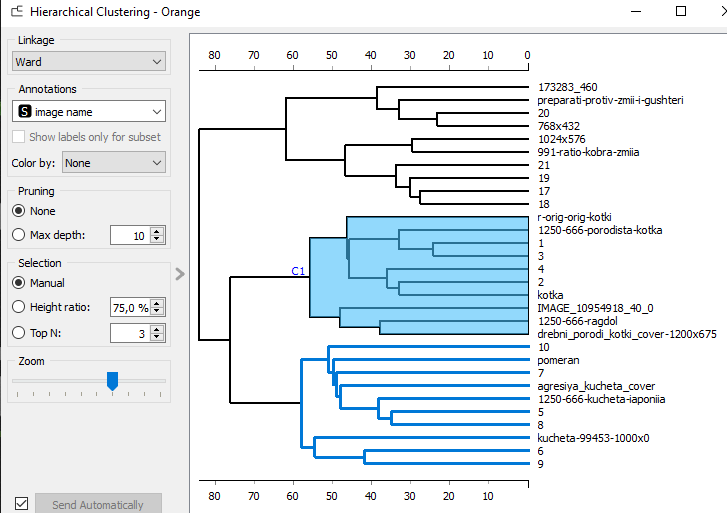 Hierarchical Clustering - Orange
Linkage
Ward
Annotations
S image name
Show labels only for subset
Color by: None
Pruning
None
Max depth: 10
Selection
Manual
Height ratio: 75,0 %
Top N: 3
Zoom
Send Automatically
80 70 60 50 40 30 20 10 0
173283_460
preparati-protiv-zmii-i-gushteri
20
768x432
1024x576
991-ratio-kobra-zmiia
21
19
17
18
C1
r-orig-orig-kotki
1250-666-porodista-kotka
1
3
4
2
kotka
IMAGE_10954918_40_0
1250-666-ragdol
drebni_porodi_kotki_cover-1200x675
10
pomeran
7
agresiya_kucheta_cover
1250-666-kucheta-iaponiia
5
8
kucheta-99453-1000x0
6
9
80 70 60 50 40 30 20 10